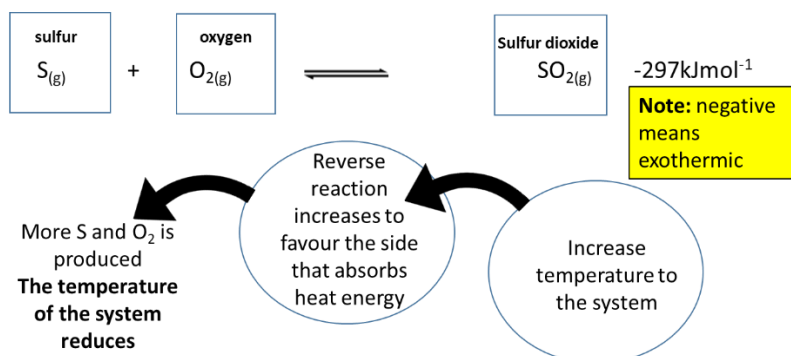 sulfur
oxygen
Sulfur dioxide
S(g) + O2(g) ⇌ SO2(g) -297kJmol-1
Note: negative
means
exothermic
Reverse
reaction
increases to
favour the side
that absorbs
heat energy
Increase
temperature to
the system
More S and O2 is
produced
The temperature
of the system
reduces